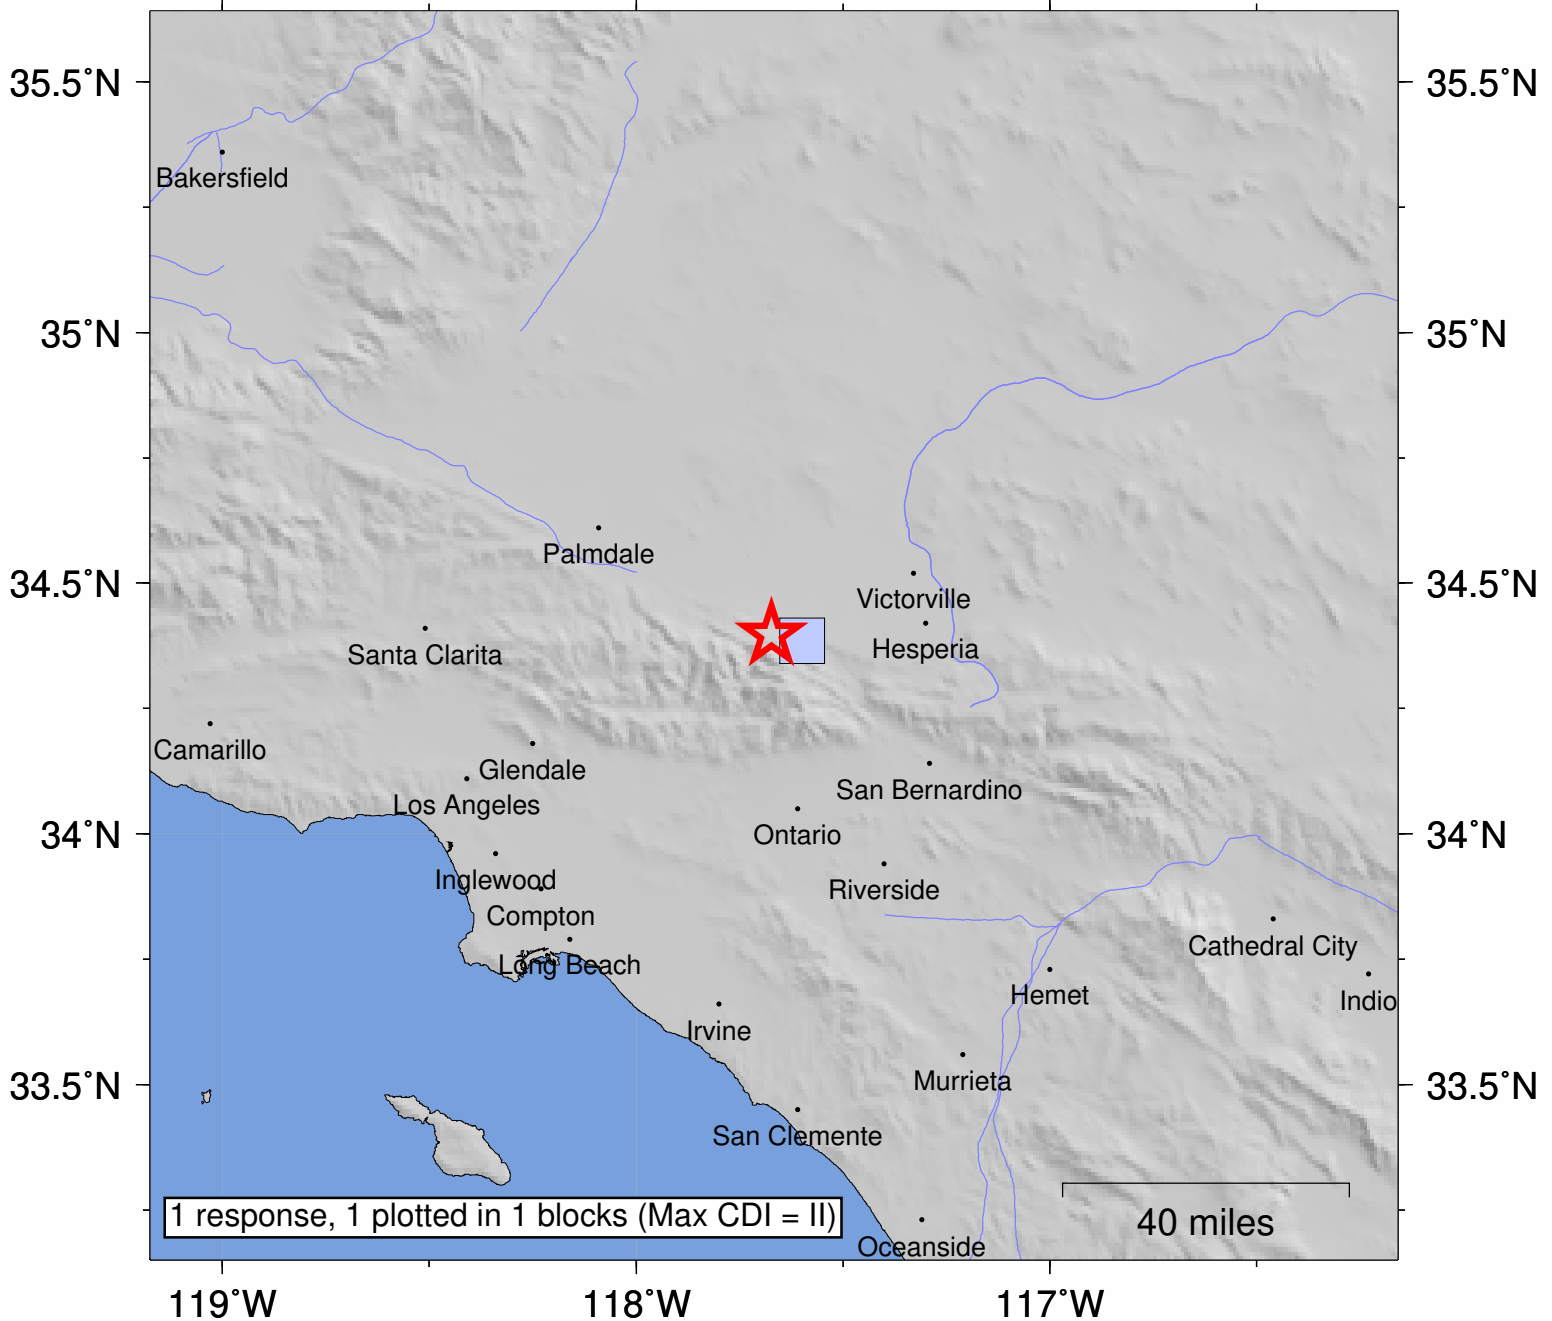 35.5˚N
35.5˚N
Bakersfield
35˚N
35˚N
Palmdale
34.5˚N
34.5˚N
Victorville
Santa Clarita
Hesperia
Camarillo
Glendale
San Bernardino
Los Angeles
34˚N
Ontario
34˚N
Inglewood
Riverside
Compton
Cathedral City
Long Beach
Hemet
Indio
Irvine
33.5˚N
Murrieta
33.5˚N
San Clemente
1 response, 1 plotted in 1 blocks (Max CDI = II)
40 miles
Oceanside
119˚W
118˚W
117˚W